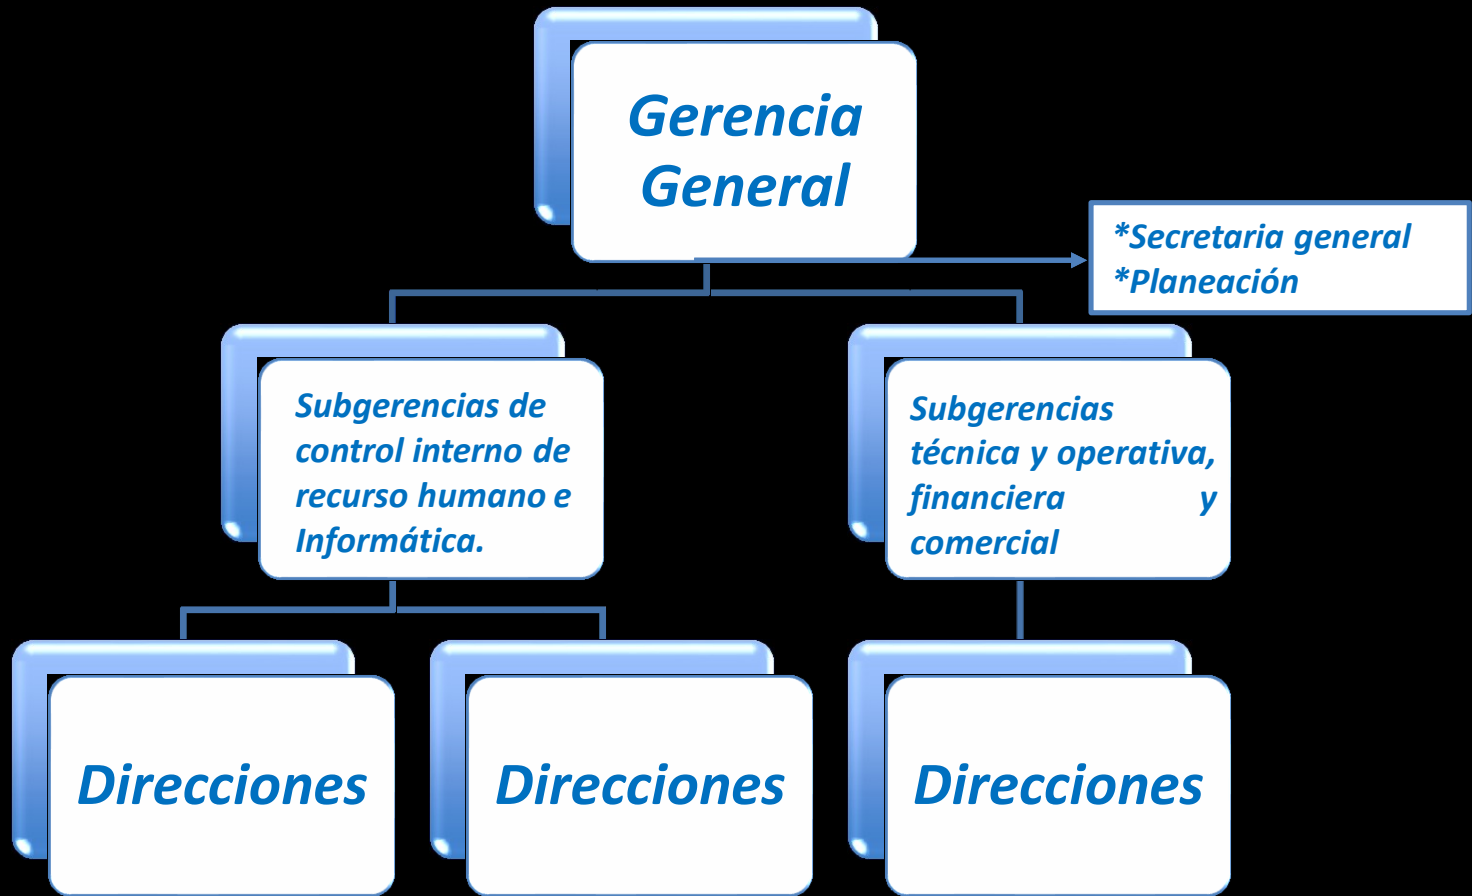 Gerencia
General
*Secretaria general
*Planeación
Subgerencias de
control interno de
recurso humano e
Informática.
Subgerencias
técnica y operativa,
financiera y
comercial
Direcciones
Direcciones
Direcciones